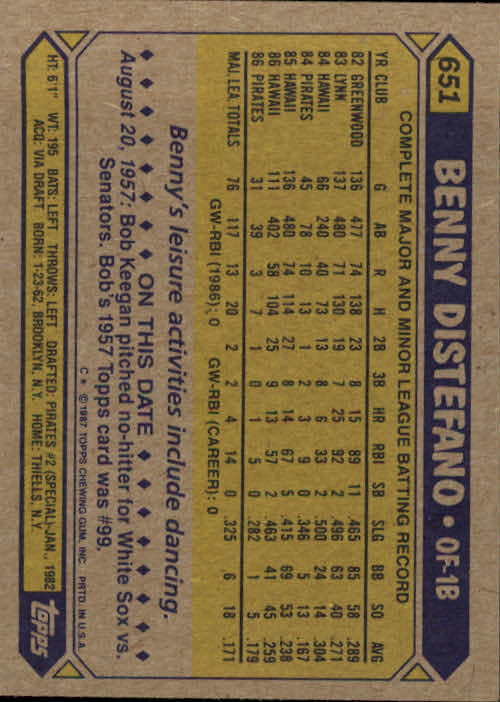 651
BENNY DISTEFANO • OF-1B
COMPLETE MAJOR AND MINOR LEAGUE BATTING RECORD
YR CLUB G AB R H 2B 3B HR RBI SB SLG BB SO AVG
82 GREENWOOD 136 477 74 138 23 8 15 89 11 .465 85 58 .289
83 LYNN 137 480 71 130 19 7 25 92 2 .496 63 40 .271
84 HAWAII 66 240 40 73 13 8 6 33 2 .500 24 14 .304
84 PIRATES 45 78 10 13 1 2 3 9 0 .346 5 13 .167
85 HAWAII 136 480 74 114 27 8 14 67 5 .415 69 53 .238
86 HAWAII 111 402 58 104 25 9 13 57 2 .463 41 45 .259
86 PIRATES 31 39 3 7 1 0 1 5 0 .282 1 5 .179
MAJ. LEA. TOTALS 76 117 13 20 2 2 4 14 0 .325 6 18 .171
GW-RBI (1986): 0 GW-RBI (CAREER): 0
Benny's leisure activities include dancing.
♦ ♦ ♦ ♦ ♦ ON THIS DATE ♦ ♦ ♦ ♦ ♦
August 20, 1957: Bob Keegan pitched no-hitter for White Sox vs.
Senators. Bob's 1957 Topps card was #99.
C * ©1987 TOPPS CHEWING GUM, INC. PRTD. IN U.S.A.
HT: 6'1" WT: 195 BATS: LEFT THROWS: LEFT DRAFTED: PIRATES #2 (SPECIAL)-JAN., 1982
ACQ: VIA DRAFT BORN: 1-23-62, BROOKLYN, N.Y. HOME: THIELLS, N.Y.
topps